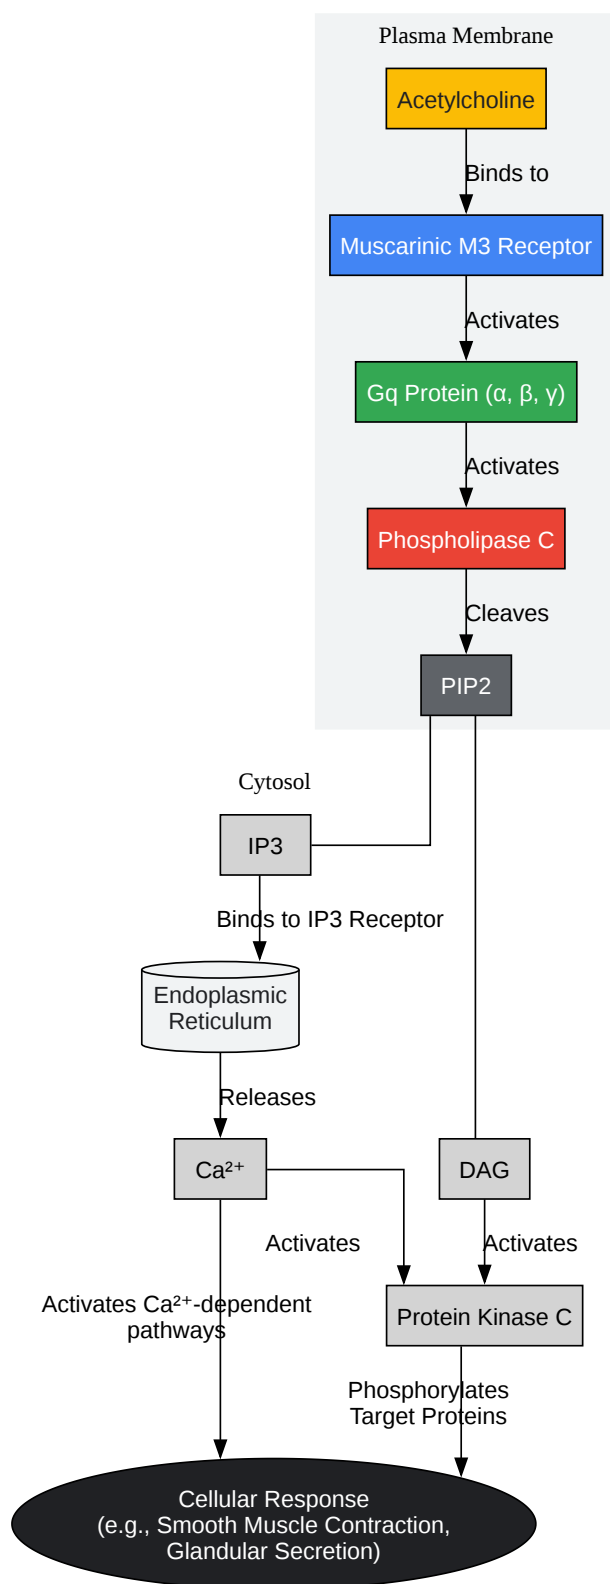 Plasma Membrane
Acetylcholine
Binds to
Muscarinic M3 Receptor
Activates
Gq Protein (α, β, γ)
Activates
Phospholipase C
Cleaves
PIP2
Cytosol
IP3
Binds to IP3 Receptor
Endoplasmic
Reticulum
Releases
Ca²⁺
DAG
Activates
Activates
Activates Ca²⁺-dependent
pathways
Protein Kinase C
Phosphorylates
Target Proteins
Cellular Response
(e.g., Smooth Muscle Contraction,
Glandular Secretion)